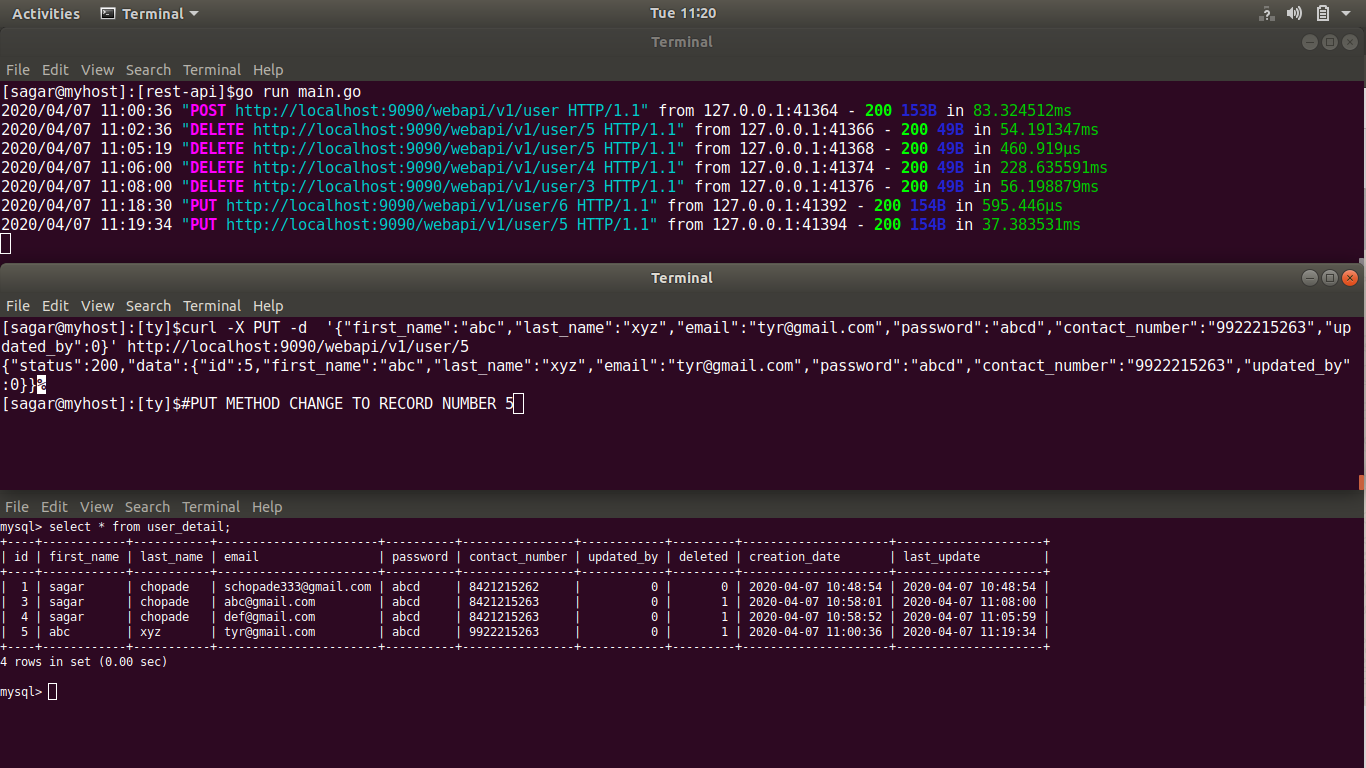 Activities Terminal Tue 11:20
Terminal
File Edit View Search Terminal Help
[sagar@myhost]:[rest-api]$go run main.go
2020/04/07 11:00:36 "POST http://localhost:9090/webapi/v1/user HTTP/1.1" from 127.0.0.1:41364 - 200 153B in 83.324512ms
2020/04/07 11:02:36 "DELETE http://localhost:9090/webapi/v1/user/5 HTTP/1.1" from 127.0.0.1:41366 - 200 49B in 54.191347ms
2020/04/07 11:05:19 "DELETE http://localhost:9090/webapi/v1/user/5 HTTP/1.1" from 127.0.0.1:41368 - 200 49B in 460.919µs
2020/04/07 11:06:00 "DELETE http://localhost:9090/webapi/v1/user/4 HTTP/1.1" from 127.0.0.1:41374 - 200 49B in 228.635591ms
2020/04/07 11:08:00 "DELETE http://localhost:9090/webapi/v1/user/3 HTTP/1.1" from 127.0.0.1:41376 - 200 49B in 56.198879ms
2020/04/07 11:18:30 "PUT http://localhost:9090/webapi/v1/user/6 HTTP/1.1" from 127.0.0.1:41392 - 200 154B in 595.446µs
2020/04/07 11:19:34 "PUT http://localhost:9090/webapi/v1/user/5 HTTP/1.1" from 127.0.0.1:41394 - 200 154B in 37.383531ms
Terminal
File Edit View Search Terminal Help
[sagar@myhost]:[ty]$curl -X PUT -d  '{"first_name":"abc","last_name":"xyz","email":"tyr@gmail.com","password":"abcd","contact_number":"9922215263","up
dated_by":0}' http://localhost:9090/webapi/v1/user/5
{"status":200,"data":{"id":5,"first_name":"abc","last_name":"xyz","email":"tyr@gmail.com","password":"abcd","contact_number":"9922215263","updated_by"
:0}}%
[sagar@myhost]:[ty]$#PUT METHOD CHANGE TO RECORD NUMBER 5
File Edit View Search Terminal Help
mysql> select * from user_detail;
+----+------------+-----------+-----------------------+----------+----------------+------------+---------+---------------------+---------------------+
| id | first_name | last_name | email                 | password | contact_number | updated_by | deleted | creation_date       | last_update         |
+----+------------+-----------+-----------------------+----------+----------------+------------+---------+---------------------+---------------------+
|  1 | sagar      | chopade   | schopade333@gmail.com | abcd     | 8421215262     |          0 |       0 | 2020-04-07 10:48:54 | 2020-04-07 10:48:54 |
|  3 | sagar      | chopade   | abc@gmail.com         | abcd     | 8421215263     |          0 |       1 | 2020-04-07 10:58:01 | 2020-04-07 11:08:00 |
|  4 | sagar      | chopade   | def@gmail.com         | abcd     | 8421215263     |          0 |       1 | 2020-04-07 10:58:52 | 2020-04-07 11:05:59 |
|  5 | abc        | xyz       | tyr@gmail.com         | abcd     | 9922215263     |          0 |       1 | 2020-04-07 11:00:36 | 2020-04-07 11:19:34 |
+----+------------+-----------+-----------------------+----------+----------------+------------+---------+---------------------+---------------------+
4 rows in set (0.00 sec)
mysql>